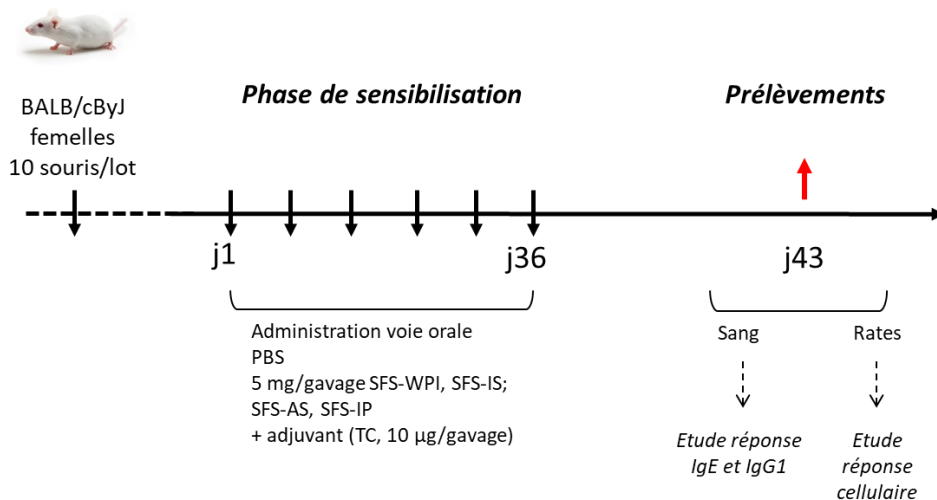 BALB/cByJ
femelles
10 souris/lot
Phase de sensibilisation
Prélèvements
j1
j36
j43
Administration voie orale
PBS
5 mg/gavage SFS-WPI, SFS-IS;
SFS-AS, SFS-IP
+ adjuvant (TC, 10 µg/gavage)
Sang
Rates
Etude réponse
IgE et IgG1
Etude
réponse
cellulaire